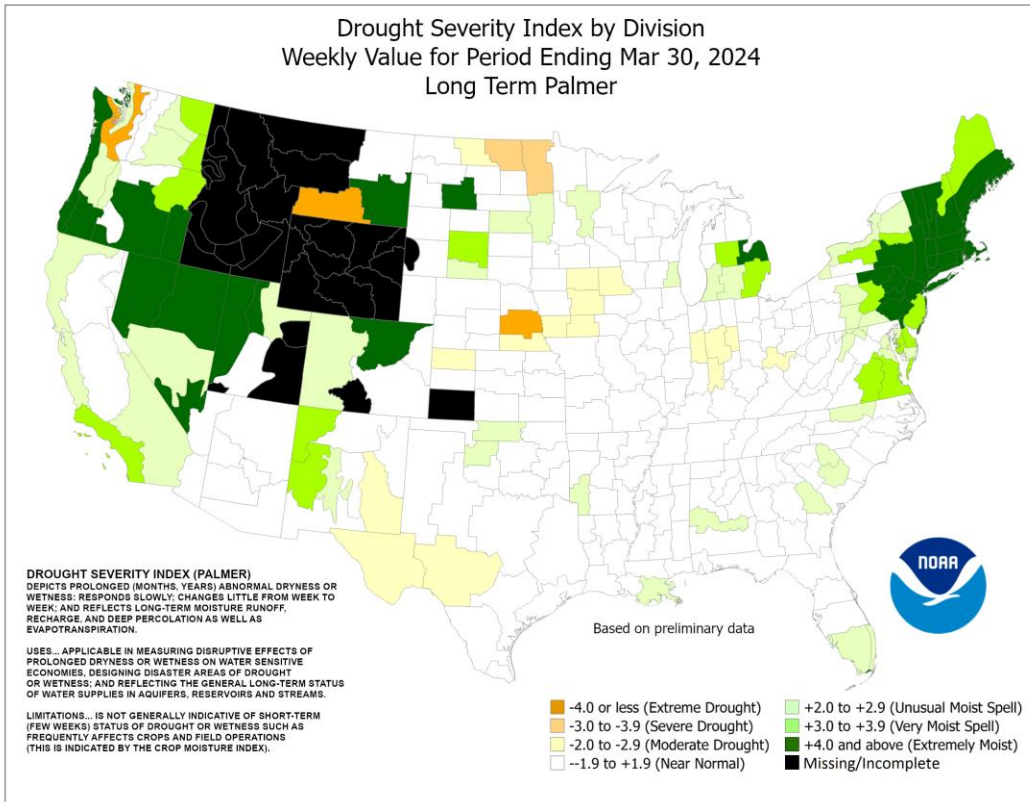 Drought Severity Index by Division
Weekly Value for Period Ending Mar 30, 2024
Long Term Palmer
DROUGHT SEVERITY INDEX (PALMER)
DEPICTS PROLONGED (MONTHS, YEARS) ABNORMAL DRYNESS OR
WETNESS: RESPONDS SLOWLY; CHANGES LITTLE FROM WEEK TO
WEEK; AND REFLECTS LONG-TERM MOISTURE RUNOFF,
RECHARGE, AND DEEP PERCOLATION AS WELL AS
EVAPOTRANSPIRATION.
USES... APPLICABLE IN MEASURING DISRUPTIVE EFFECTS OF
PROLONGED DRYNESS OR WETNESS ON WATER SENSITIVE
ECONOMIES, DESIGNING DISASTER AREAS OF DROUGHT
OR WETNESS; AND REFLECTING THE GENERAL LONG-TERM STATUS
OF WATER SUPPLIES IN AQUIFERS, RESERVOIRS AND STREAMS.
LIMITATIONS... IS NOT GENERALLY INDICATIVE OF SHORT-TERM
(FEW WEEKS) STATUS OF DROUGHT OR WETNESS SUCH AS
FREQUENTLY AFFECTS CROPS AND FIELD OPERATIONS
(THIS IS INDICATED BY THE CROP MOISTURE INDEX).
NOAA
Based on preliminary data
-4.0 or less (Extreme Drought)
-3.0 to -3.9 (Severe Drought)
-2.0 to -2.9 (Moderate Drought)
--1.9 to +1.9 (Near Normal)
+2.0 to +2.9 (Unusual Moist Spell)
+3.0 to +3.9 (Very Moist Spell)
+4.0 and above (Extremely Moist)
Missing/Incomplete